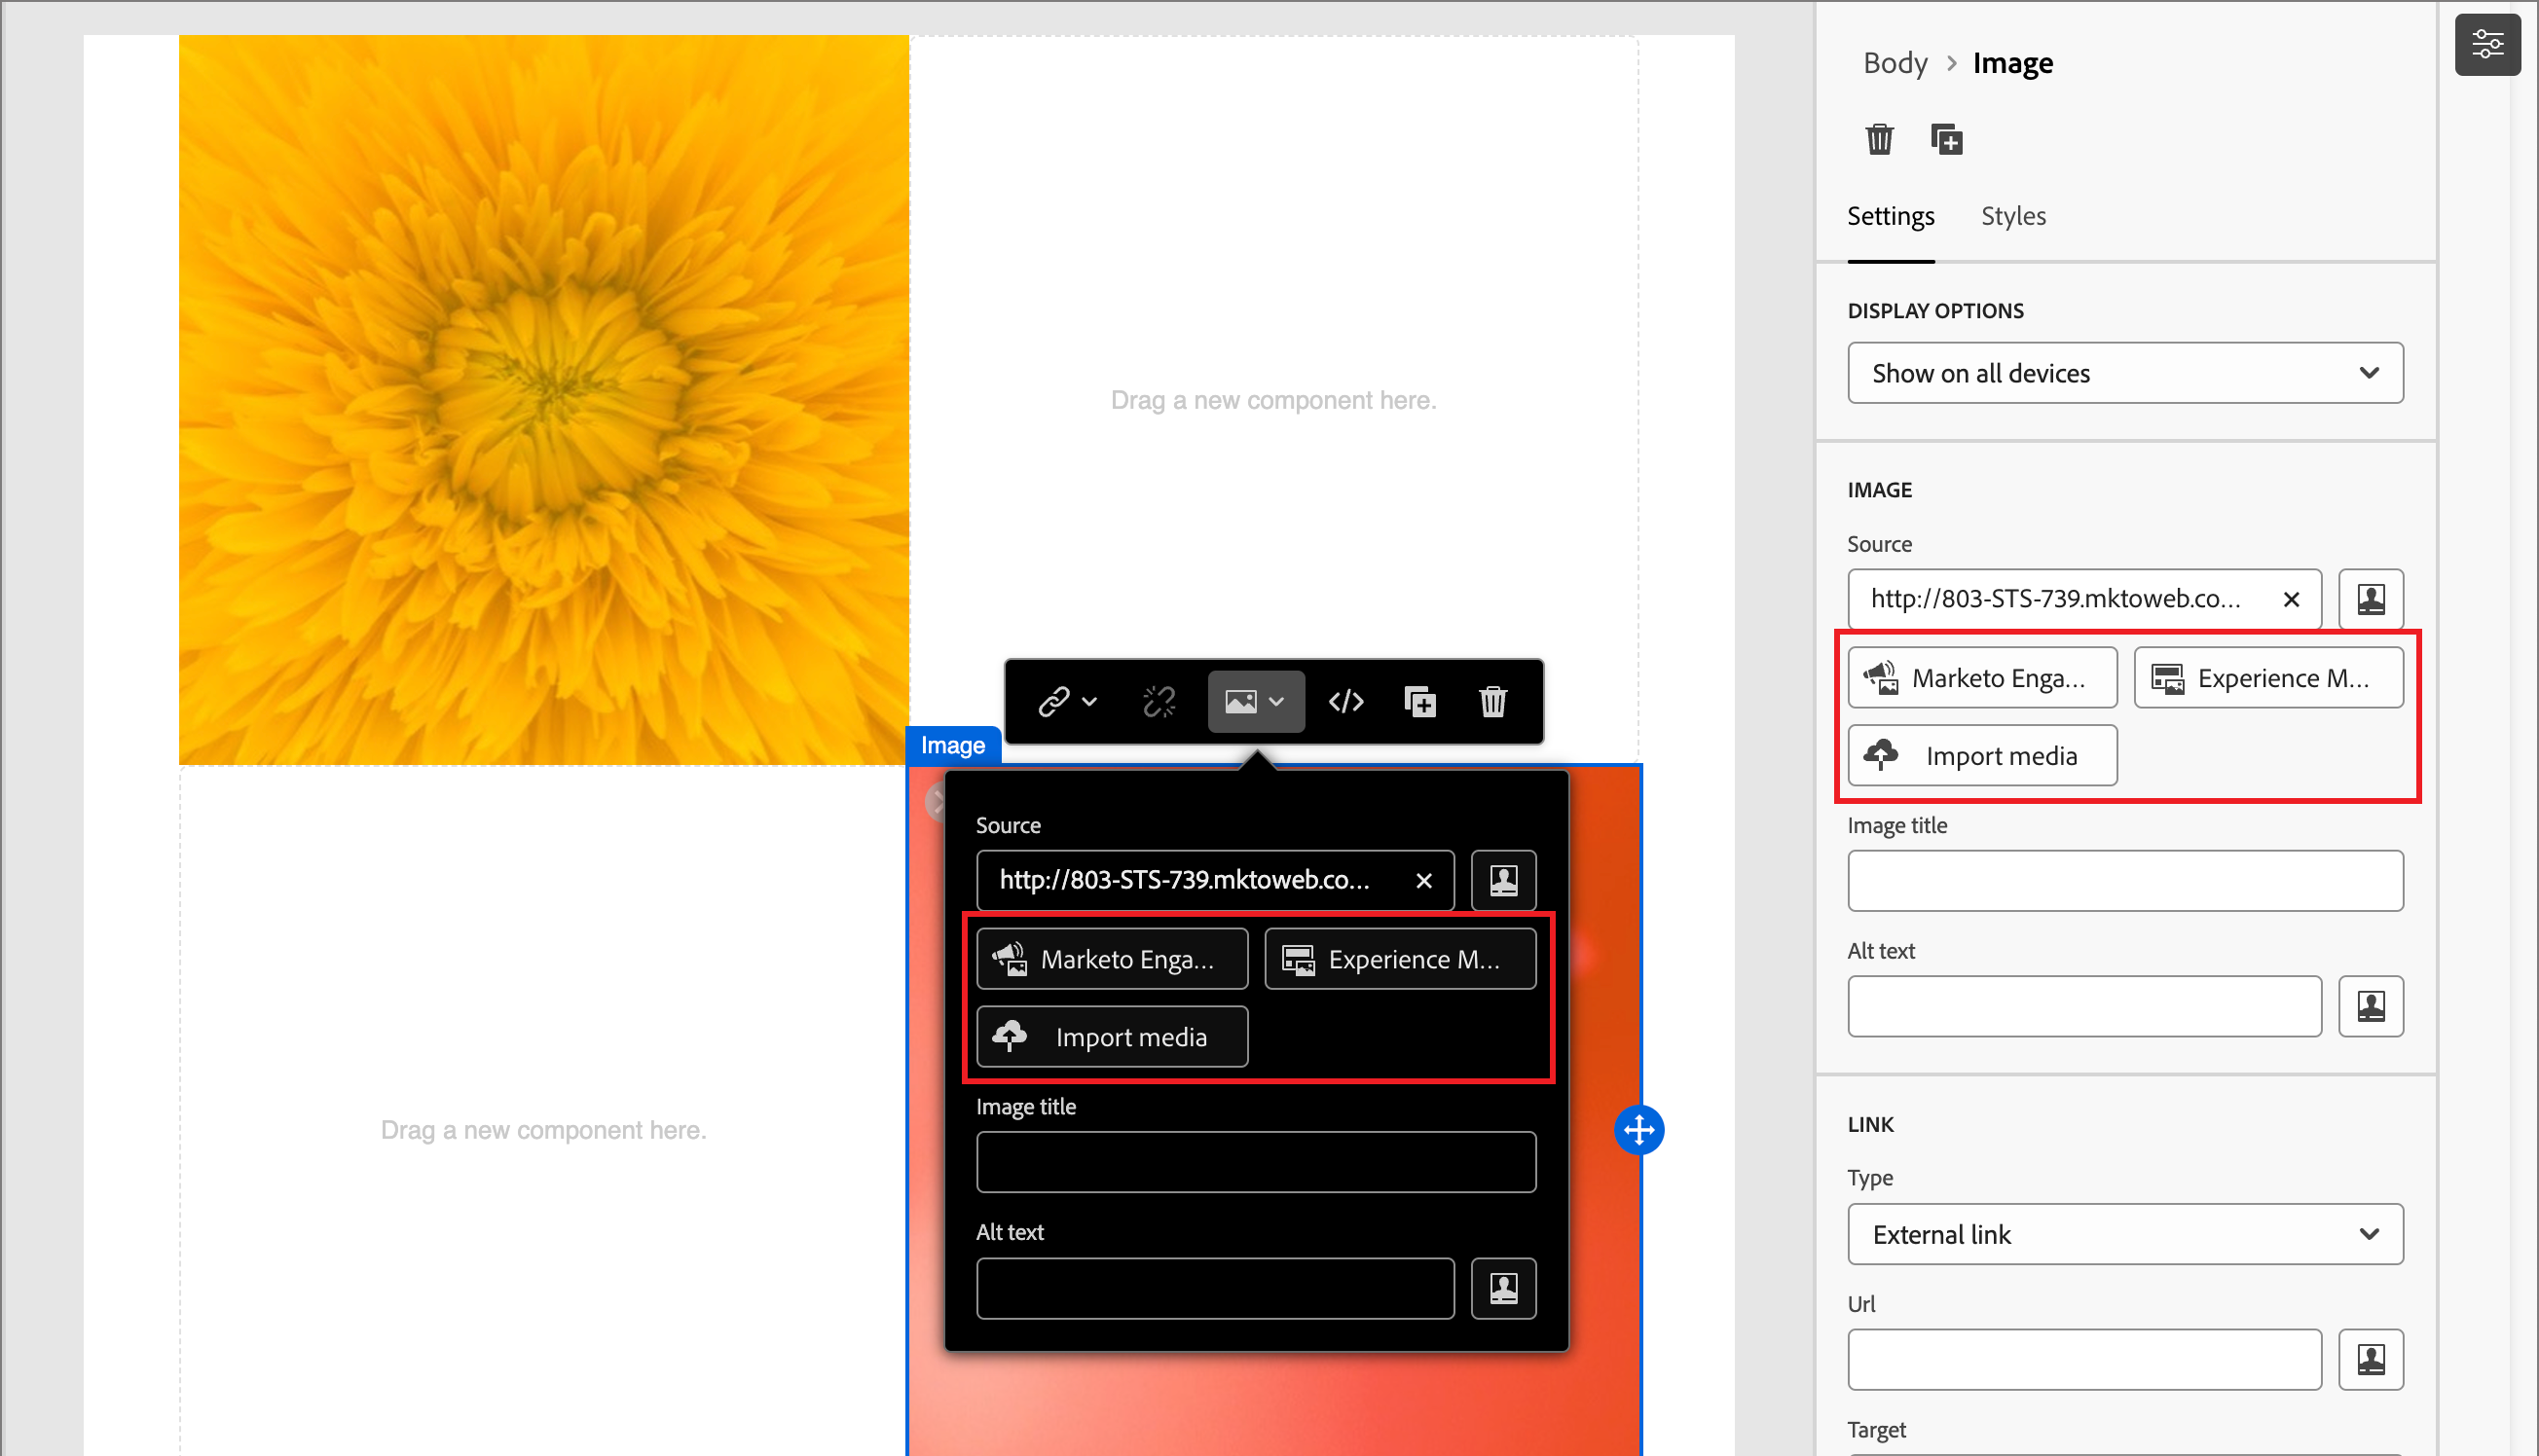 Drag a new component here.
Image
Source
http://803-STS-739.mktoweb.co...
Marketo Enga...
Experience M...
Import media
Image title
Alt text
Drag a new component here.
Body > Image
Settings
Styles
DISPLAY OPTIONS
Show on all devices
IMAGE
Source
http://803-STS-739.mktoweb.co...
Marketo Enga...
Experience M...
Import media
Image title
Alt text
LINK
Type
External link
Url
Target